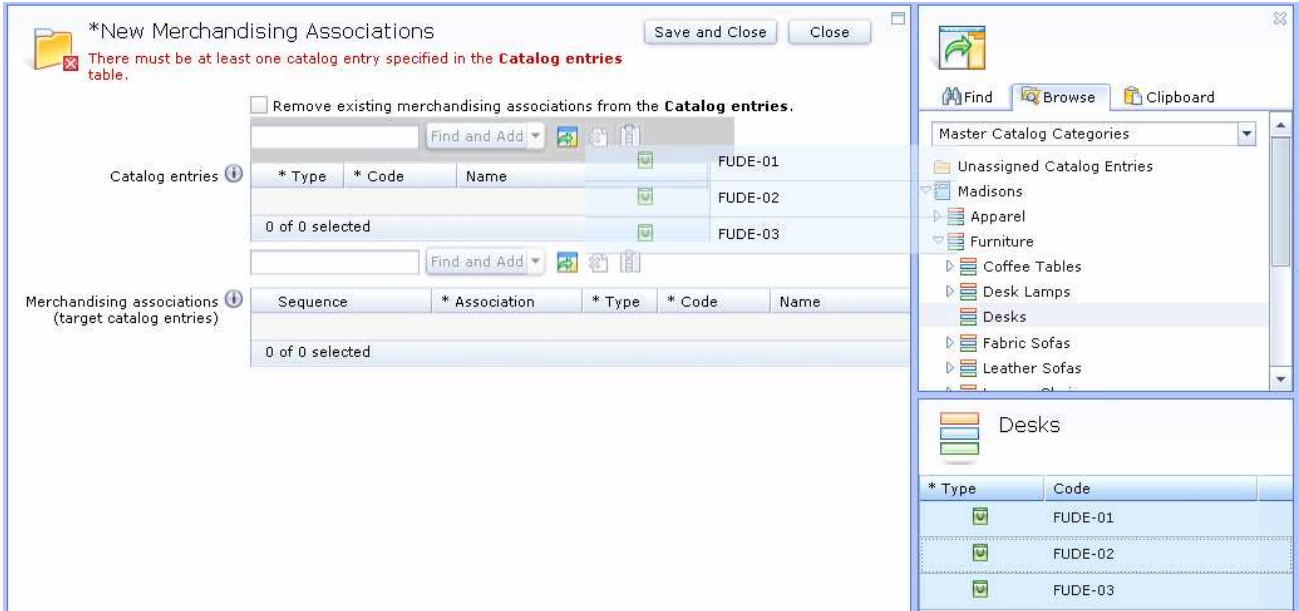 *New Merchandising Associations
Save and Close
Close
There must be at least one catalog entry specified in the Catalog entries
table.
Remove existing merchandising associations from the Catalog entries.
Find and Add
Catalog entries
* Type
* Code
Name
0 of 0 selected
FUDE-01
FUDE-02
FUDE-03
Find and Add
Merchandising associations
(target catalog entries)
Sequence
* Association
* Type
* Code
Name
0 of 0 selected
Find
Browse
Clipboard
Master Catalog Categories
Unassigned Catalog Entries
Madisons
Apparel
Furniture
Coffee Tables
Desk Lamps
Desks
Fabric Sofas
Leather Sofas
Desks
* Type
Code
FUDE-01
FUDE-02
FUDE-03